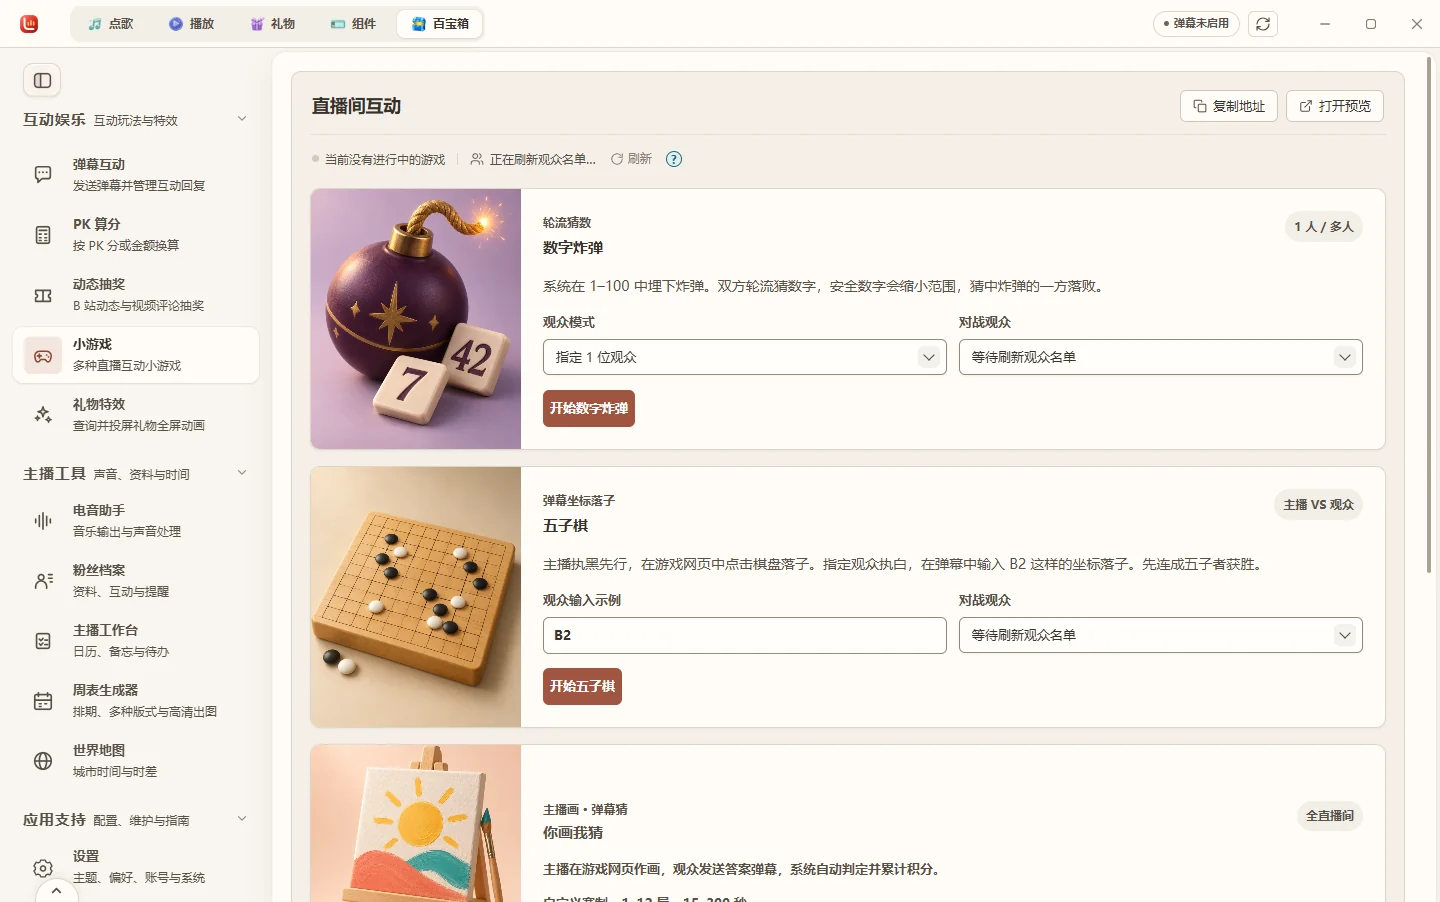 点歌
播放
礼物
组件
百宝箱
弹幕未启用
互动娱乐 互动玩法与特效
弹幕互动
发送弹幕并管理互动回复
PK 算分
按 PK 分或金额换算
动态抽奖
B 站动态与视频评论抽奖
小游戏
多种直播互动小游戏
礼物特效
查询并投屏礼物全屏动画
主播工具 声音、资料与时间
电音助手
音乐输出与声音处理
粉丝档案
资料、互动与提醒
主播工作台
日历、备忘与待办
周表生成器
排期、多种版式与高清出图
世界地图
城市时间与时差
应用支持 配置、维护与指南
设置
主题、偏好、账号与系统
直播间互动
复制地址
打开预览
当前没有进行中的游戏
正在刷新观众名单...
刷新
?
42
7
轮流猜数
数字炸弹
1 人 / 多人
系统在 1–100 中埋下炸弹。双方轮流猜数字，安全数字会缩小范围，猜中炸弹的一方落败。
观众模式
对战观众
指定 1 位观众
等待刷新观众名单
开始数字炸弹
弹幕坐标落子
五子棋
主播 VS 观众
主播执黑先行，在游戏网页中点击棋盘落子。指定观众执白，在弹幕中输入 B2 这样的坐标落子。先连成五子者获胜。
观众输入示例
对战观众
B2
等待刷新观众名单
开始五子棋
主播画 • 弹幕猜
你画我猜
全直播间
主播在游戏网页作画，观众发送答案弹幕，系统自动判定并累计积分。